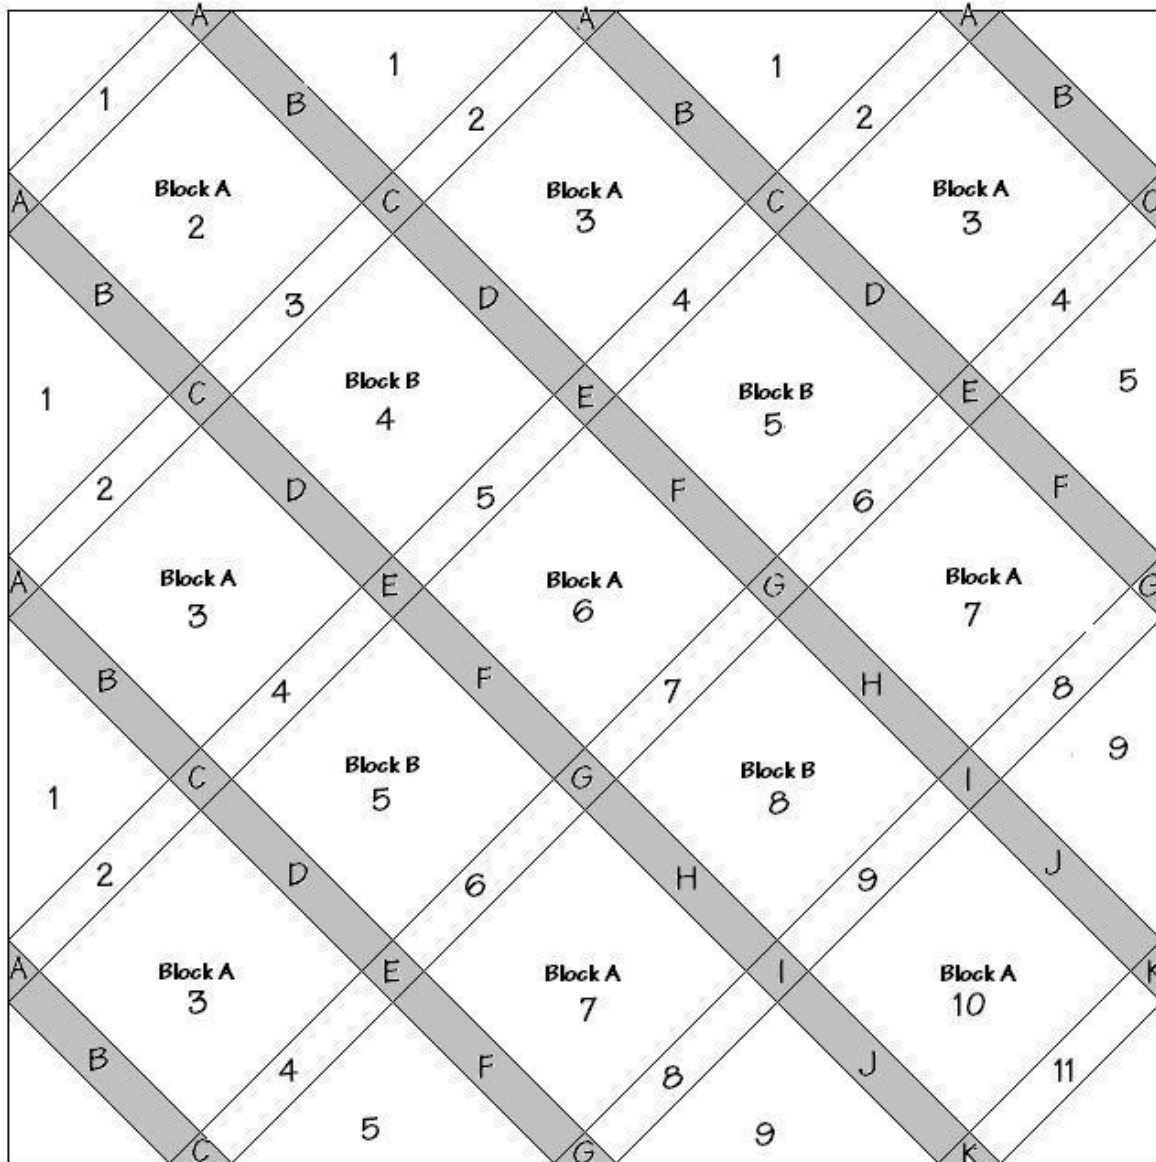 A A A
1 1
B B B
1 2 2
Block A Block A Block A
2 3 3
A C C C
B 3 D 4 D 4
1 Block B Block B 5
4 5
C E E
2 D 5 F 6 F
Block A Block A Block A
3 6 7
A E G G
B 4 F 7 H 8
9
Block B Block B
5 8
C G I
1
2 D 6 H 9 J
Block A Block A Block A
3 7 10
A E I K
B 4 F 8 J 11
5 9
C G K